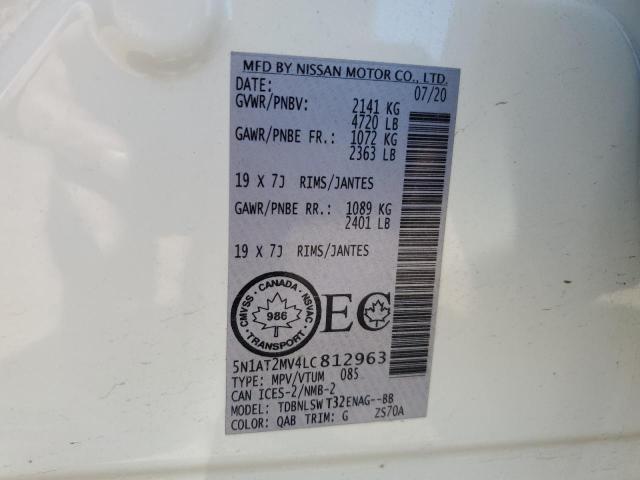 MFD BY NISSAN MOTOR CO., LTD.
DATE: 07/20
GVWR/PNBV: 2141 KG
4720 LB
GAWR/PNBE FR.: 1072 KG
2363 LB
19 X 7J RIMS/JANTES
GAWR/PNBE RR.: 1089 KG
2401 LB
19 X 7J RIMS/JANTES
CMVSS · CANADA · NSVAC
986
TRANSPORT
EC
5N1AT2MV4LC812963
TYPE: MPV/VTUM 085
CAN ICES-2/NMB-2
MODEL: TDBNLSW T32ENAG--BB
COLOR: QAB TRIM: G ZS70A